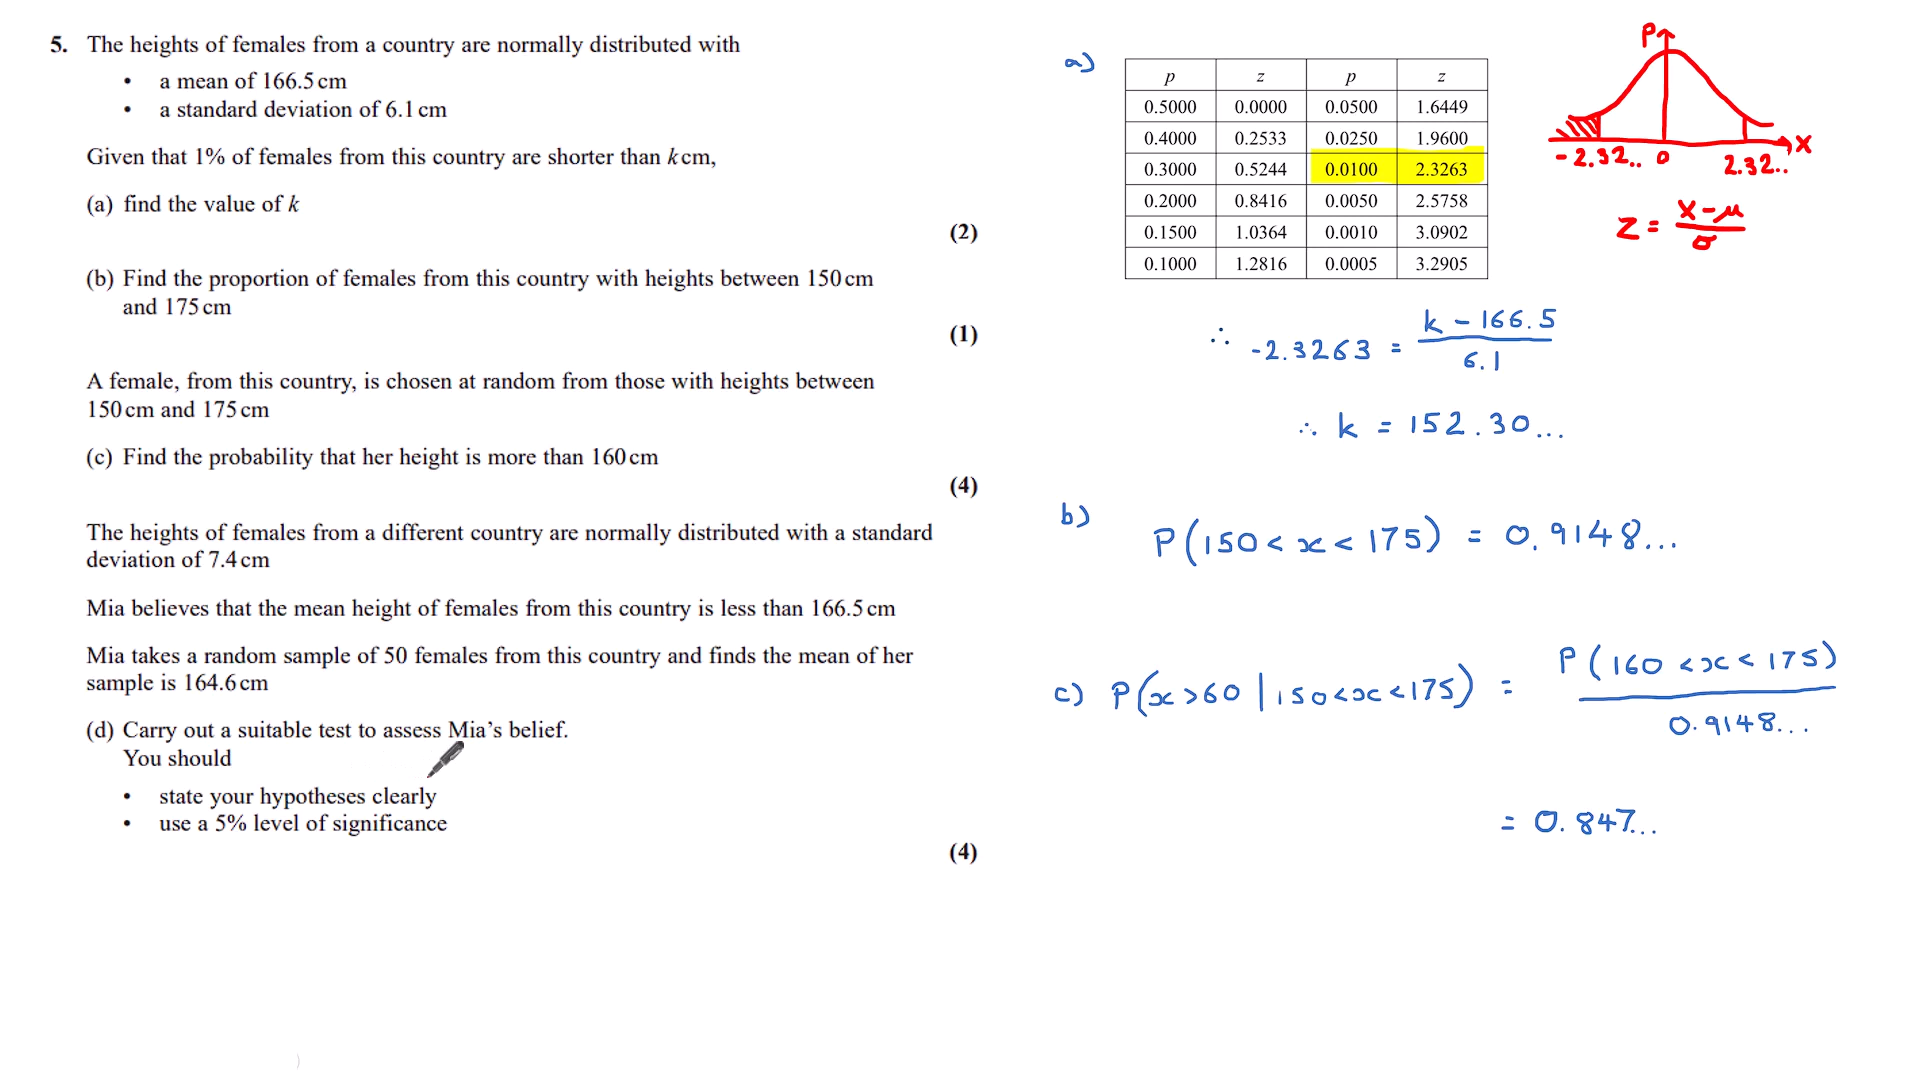 5. The heights of females from a country are normally distributed with
• a mean of 166.5 cm
• a standard deviation of 6.1 cm
Given that 1% of females from this country are shorter than k cm,
(a) find the value of k
(2)
(b) Find the proportion of females from this country with heights between 150 cm
and 175 cm
(1)
A female, from this country, is chosen at random from those with heights between
150 cm and 175 cm
(c) Find the probability that her height is more than 160 cm
(4)
The heights of females from a different country are normally distributed with a standard
deviation of 7.4 cm
Mia believes that the mean height of females from this country is less than 166.5 cm
Mia takes a random sample of 50 females from this country and finds the mean of her
sample is 164.6 cm
(d) Carry out a suitable test to assess Mia's belief.
You should
• state your hypotheses clearly
• use a 5% level of significance
(4)
a)
p z p z
0.5000 0.0000 0.0500 1.6449
0.4000 0.2533 0.0250 1.9600
0.3000 0.5244 0.0100 2.3263
0.2000 0.8416 0.0050 2.5758
0.1500 1.0364 0.0010 3.0902
0.1000 1.2816 0.0005 3.2905
P
-2.32.. 0 2.32.. X
Z = X-μ / σ
∴ -2.3263 = k - 166.5 / 6.1
∴ k = 152.30...
b)
P(150 < x < 175) = 0.9148...
c) P(x >60 | 150<x<175) = P(160 <x< 175) / 0.9148...
= 0.847...